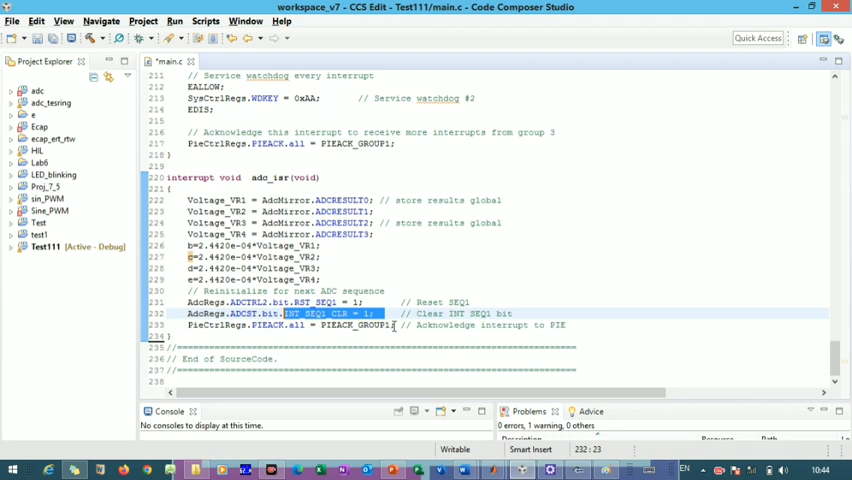 workspace_v7 - CCS Edit - Test111/main.c - Code Composer Studio
File Edit View Navigate Project Run Scripts Window Help
Quick Access
Project Explorer
adc
adc_tesring
e
Ecap
ecap_ert_rtw
HIL
Lab6
LED_blinking
Proj_7_5
sin_PWM
Sine_PWM
Test
test1
Test111 [Active - Debug]
*main.c
211 // Service watchdog every interrupt
212 EALLOW;
213 SysCtrlRegs.WDKEY = 0xAA; // Service watchdog #2
214 EDIS;
215
216 // Acknowledge this interrupt to receive more interrupts from group 3
217 PieCtrlRegs.PIEACK.all = PIEACK_GROUP1;
218 }
219
220 interrupt void adc_isr(void)
221 {
222 Voltage_VR1 = AdcMirror.ADCRESULT0; // store results global
223 Voltage_VR2 = AdcMirror.ADCRESULT1;
224 Voltage_VR3 = AdcMirror.ADCRESULT2; // store results global
225 Voltage_VR4 = AdcMirror.ADCRESULT3;
226 b=2.4420e-04*Voltage_VR1;
227 c=2.4420e-04*Voltage_VR2;
228 d=2.4420e-04*Voltage_VR3;
229 e=2.4420e-04*Voltage_VR4;
230 // Reinitialize for next ADC sequence
231 AdcRegs.ADCTRL2.bit.RST_SEQ1 = 1; // Reset SEQ1
232 AdcRegs.ADCST.bit.INT_SEQ1_CLR = 1; // Clear INT SEQ1 bit
233 PieCtrlRegs.PIEACK.all = PIEACK_GROUP1; // Acknowledge interrupt to PIE
234 }
235 //===========================================================================
236 // End of SourceCode.
237 //===========================================================================
238
Console
No consoles to display at this time.
Problems
Advice
0 errors, 1 warning, 0 others
Description
Resource
Path
Writable
Smart Insert
232 : 23
EN
10:44